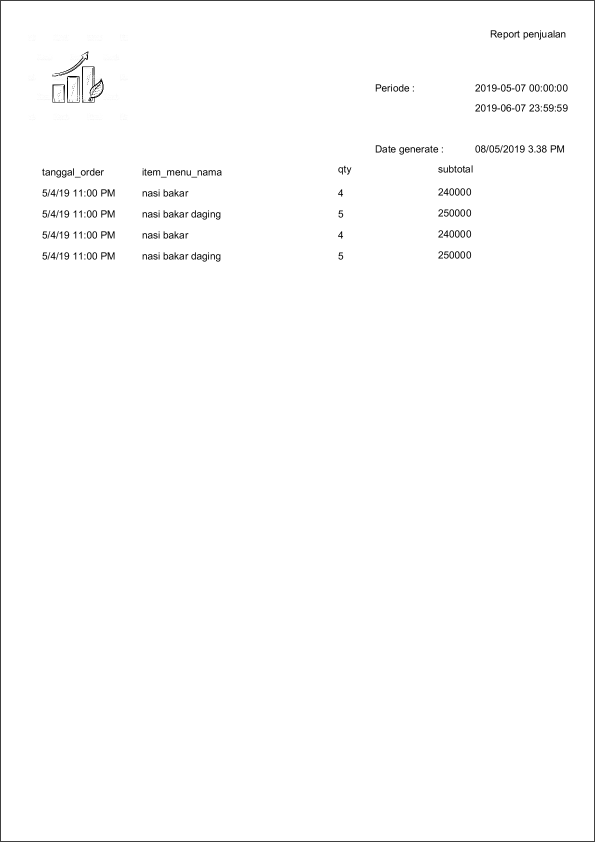 Report penjualan
Periode : 2019-05-07 00:00:00
2019-06-07 23:59:59
Date generate : 08/05/2019 3.38 PM
tanggal_order item_menu_nama qty subtotal
5/4/19 11:00 PM nasi bakar 4 240000
5/4/19 11:00 PM nasi bakar daging 5 250000
5/4/19 11:00 PM nasi bakar 4 240000
5/4/19 11:00 PM nasi bakar daging 5 250000